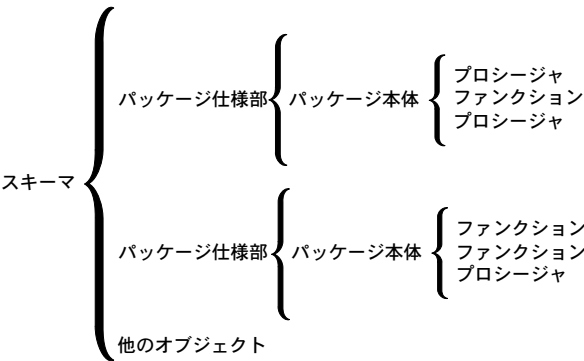 スキーマ
パッケージ仕様部
パッケージ本体
プロシージャ
ファンクション
プロシージャ
パッケージ仕様部
パッケージ本体
ファンクション
ファンクション
プロシージャ
他のオブジェクト